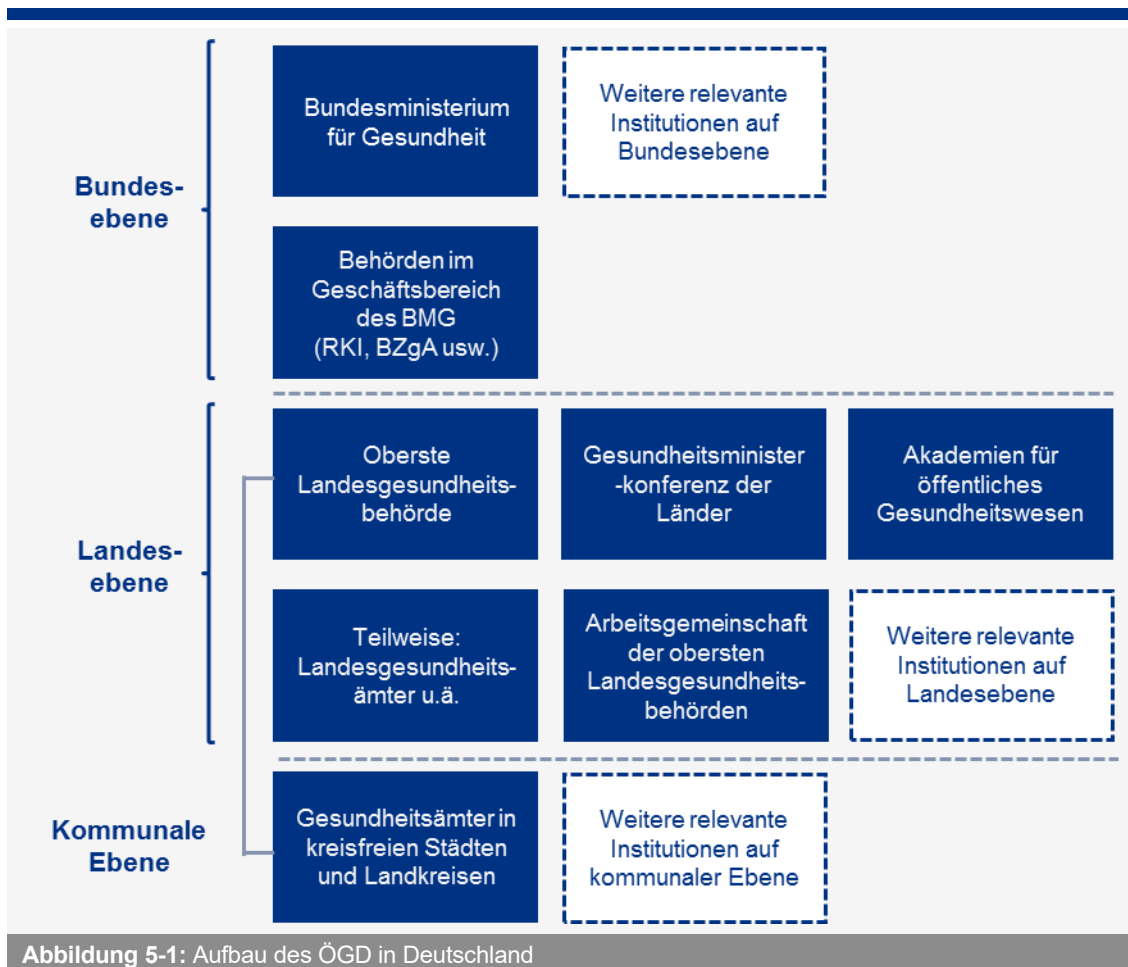 Bundes-
ebene
Bundesministerium
für Gesundheit
Weitere relevante
Institutionen auf
Bundesebene
Behörden im
Geschäftsbereich
des BMG
(RKI, BZgA usw.)
Landes-
ebene
Oberste
Landesgesundheits-
behörde
Gesundheitsminister
-konferenz der
Länder
Akademien für
öffentliches
Gesundheitswesen
Teilweise:
Landesgesundheits-
ämter u.ä.
Arbeitsgemeinschaft
der obersten
Landesgesundheits-
behörden
Weitere relevante
Institutionen auf
Landesebene
Kommunale
Ebene
Gesundheitsämter in
kreisfreien Städten
und Landkreisen
Weitere relevante
Institutionen auf
kommunaler Ebene
Abbildung 5-1: Aufbau des ÖGD in Deutschland